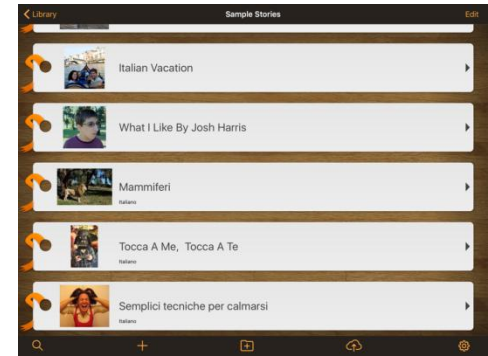 Library
Sample Stories
Edit
Italian Vacation
What I Like By Josh Harris
Mammiferi
Italiano
Tocca A Me, Tocca A Te
Italiano
Semplici tecniche per calmarsi
Italiano